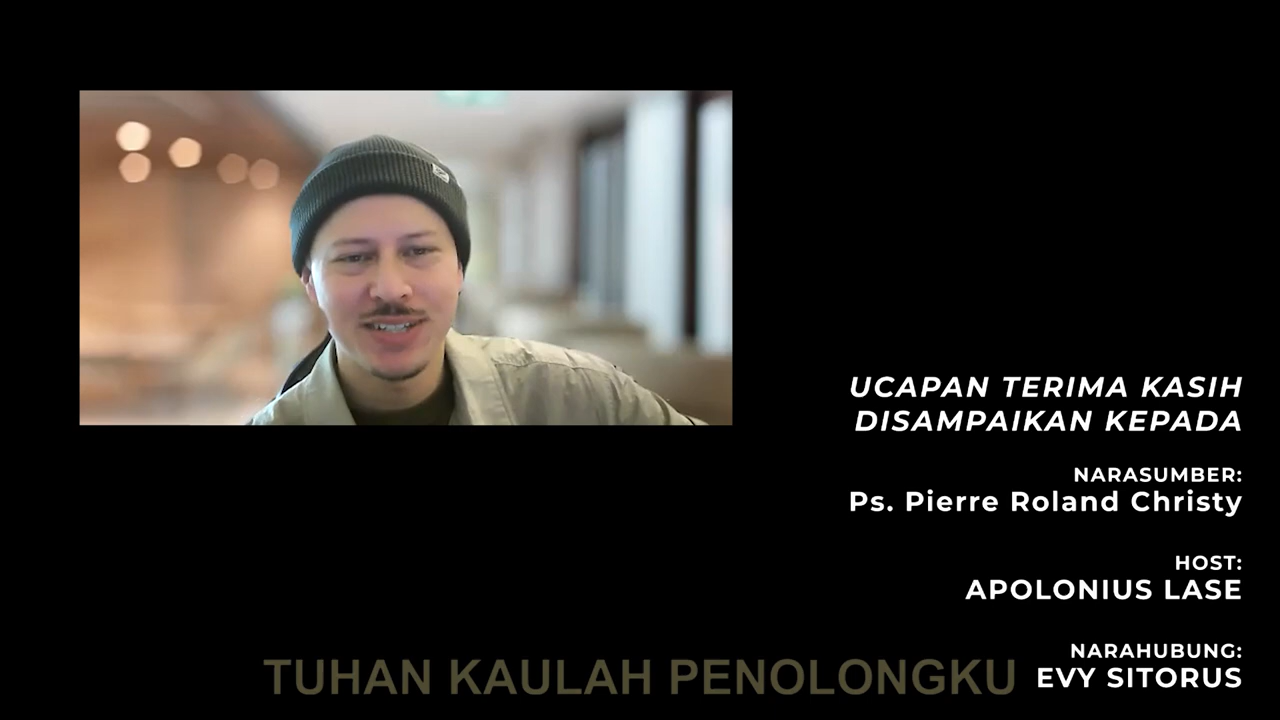 UCAPAN TERIMA KASIH
DISAMPAIKAN KEPADA
NARASUMBER:
Ps. Pierre Roland Christy
HOST:
APOLONIUS LASE
NARAHUBUNG:
EVY SITORUS
TUHAN KAULAH PENOLONGKU